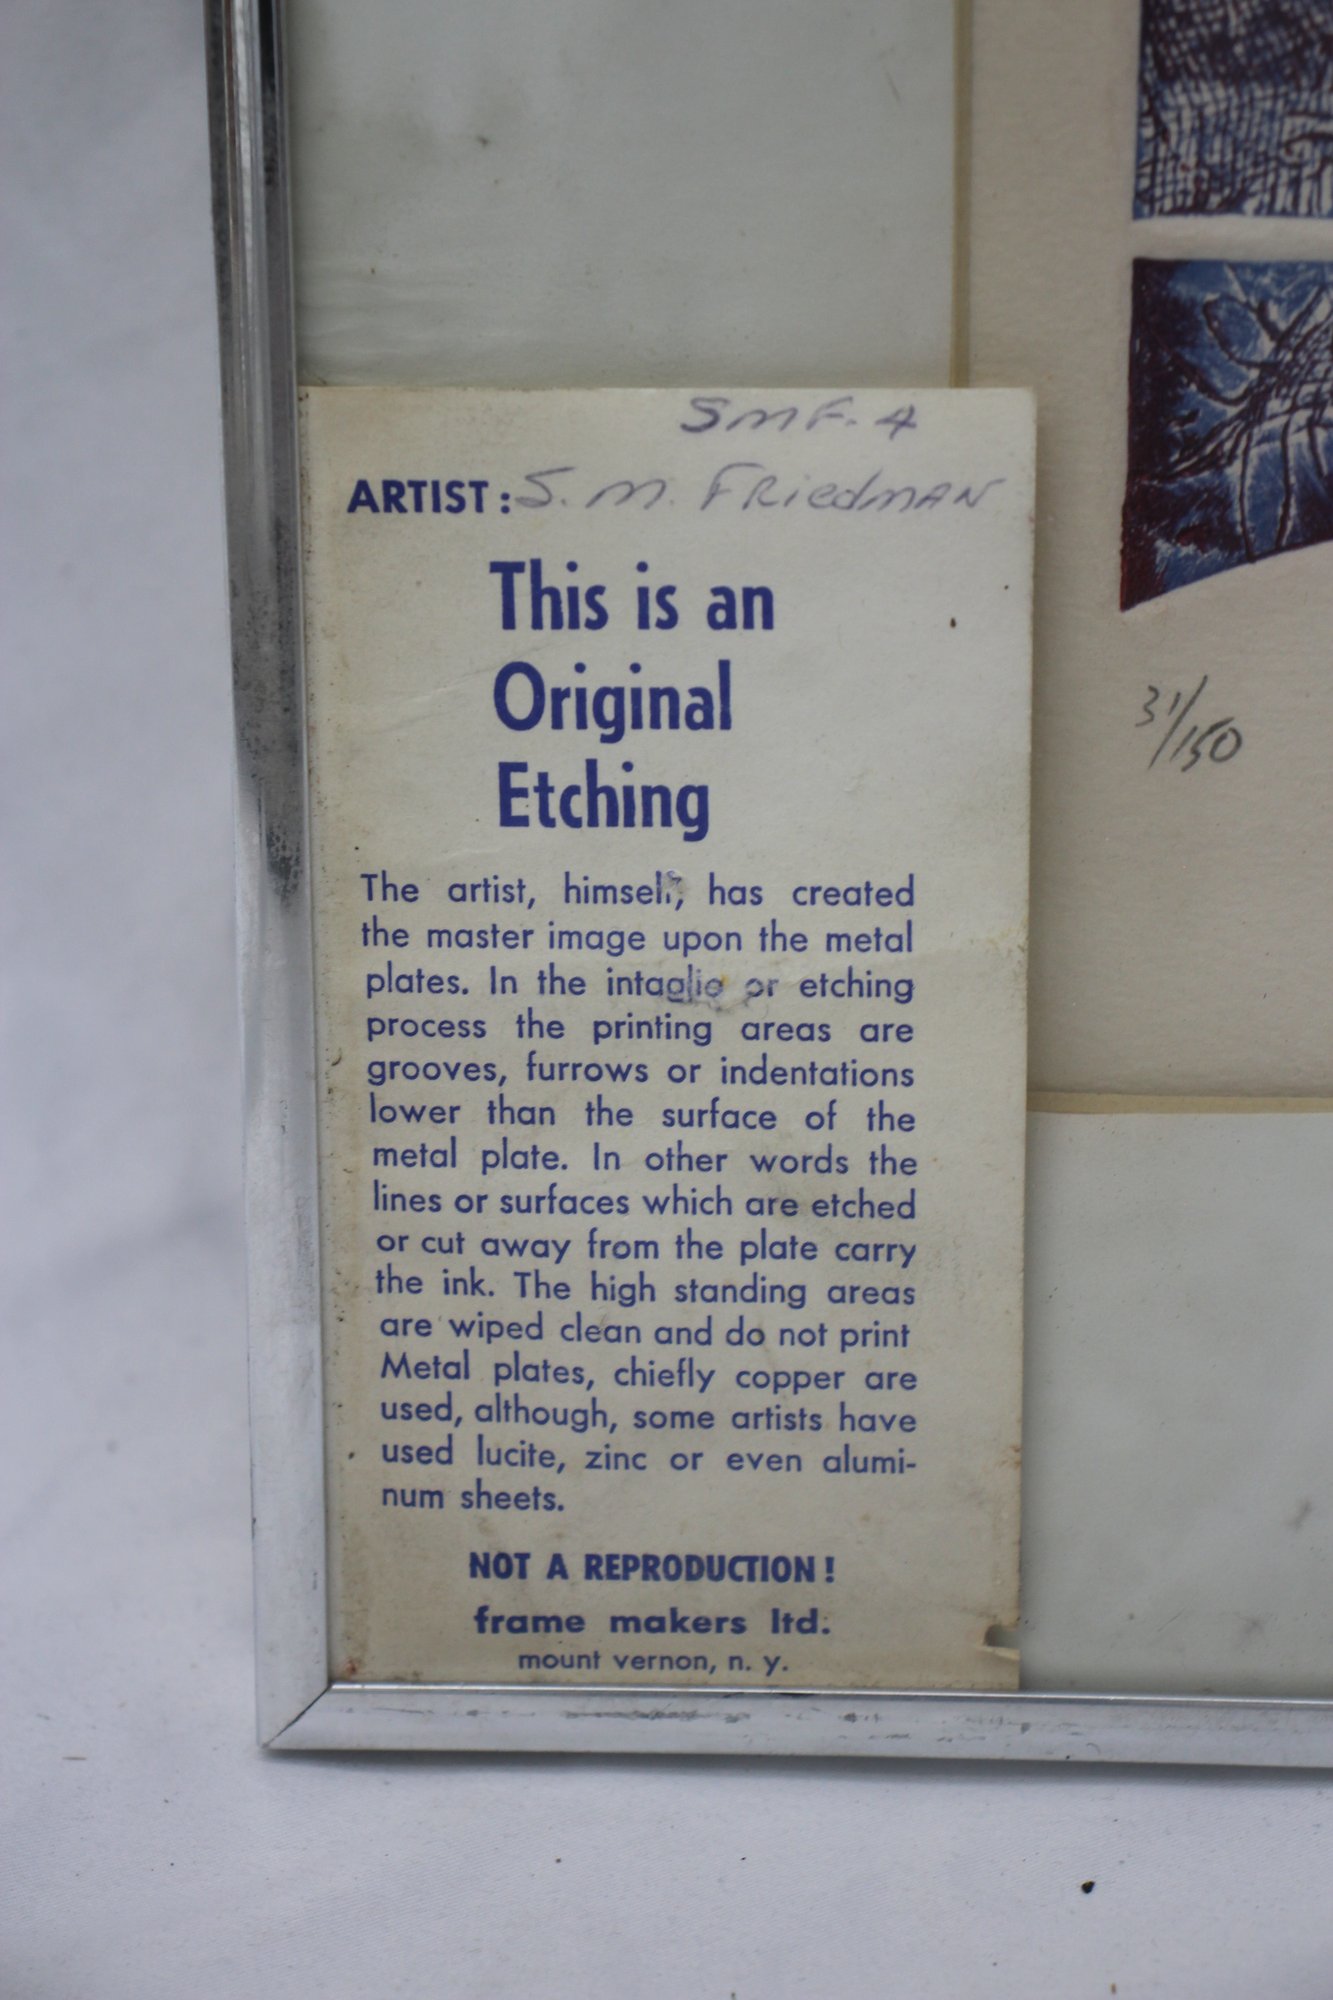 SMF. 4
ARTIST: S. M. FRiedMAN
This is an
Original
Etching
The artist, himself, has created
the master image upon the metal
plates. In the intaglio or etching
process the printing areas are
grooves, furrows or indentations
lower than the surface of the
metal plate. In other words the
lines or surfaces which are etched
or cut away from the plate carry
the ink. The high standing areas
are wiped clean and do not print
Metal plates, chiefly copper are
used, although, some artists have
used lucite, zinc or even alumi-
num sheets.
NOT A REPRODUCTION!
frame makers ltd.
mount vernon, n. y.
31/150